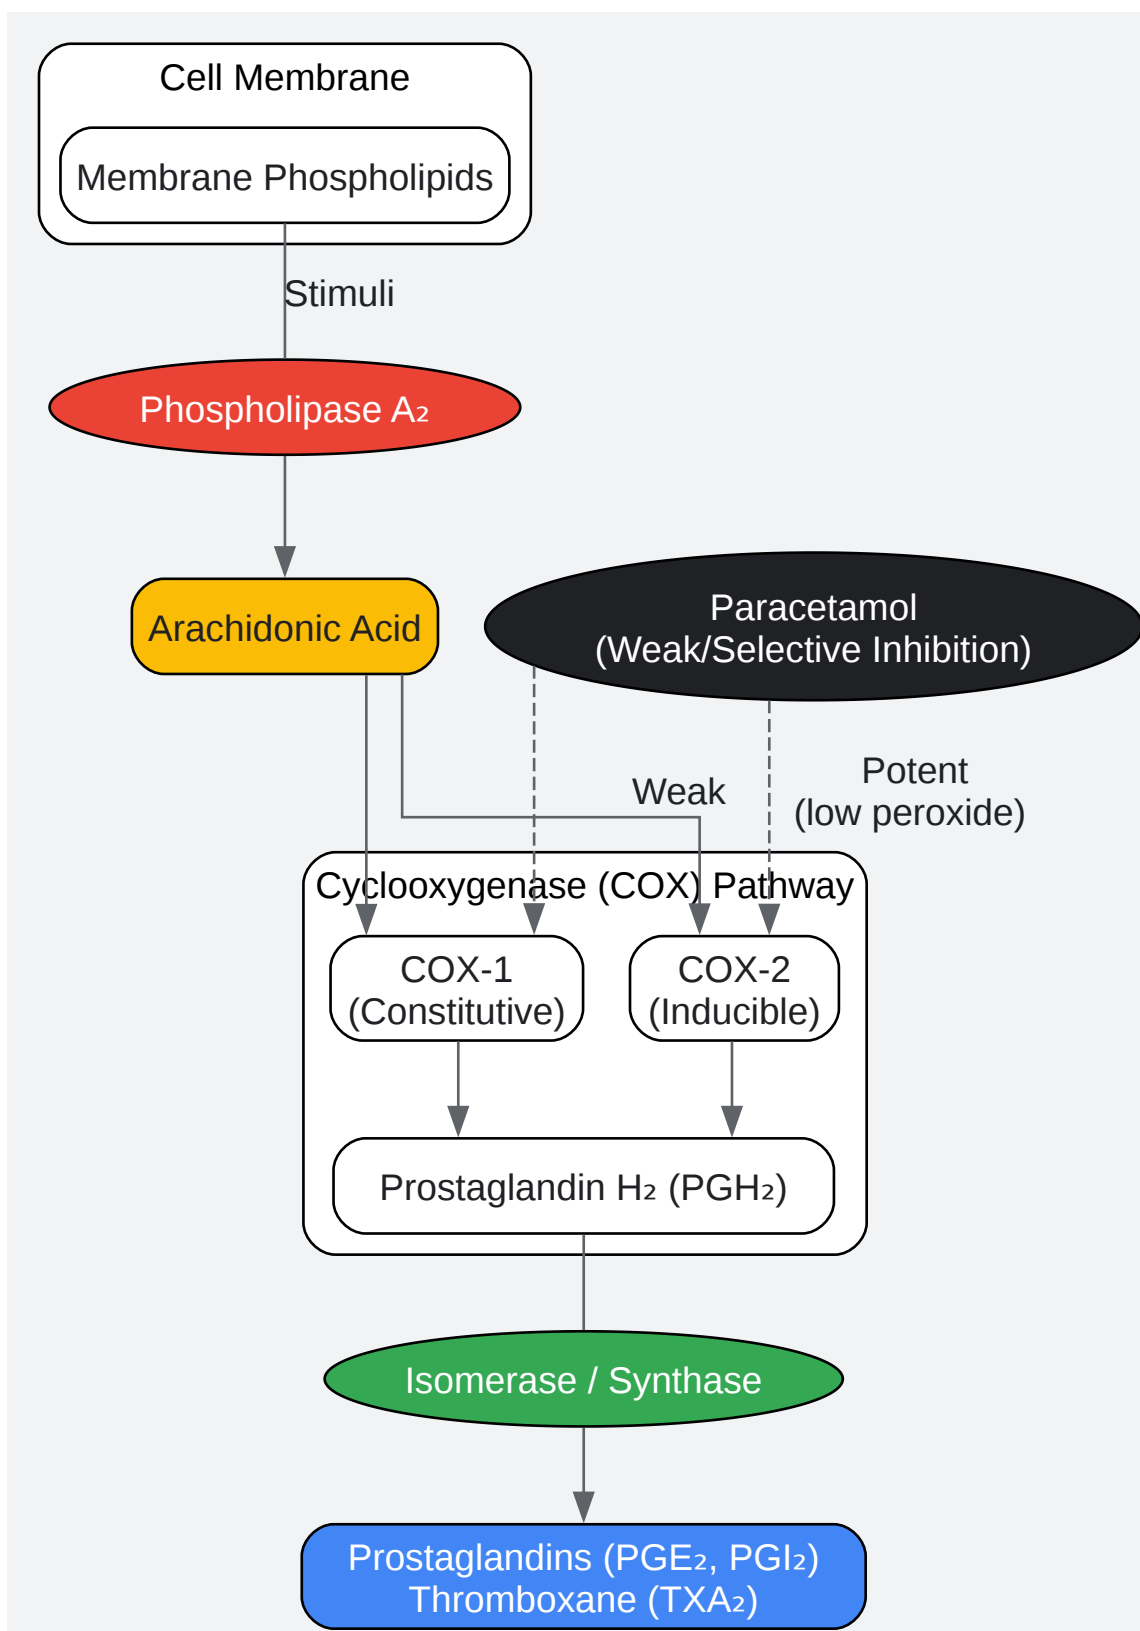 Cell Membrane
Membrane Phospholipids
Stimuli
Phospholipase A₂
Arachidonic Acid
Paracetamol
(Weak/Selective Inhibition)
Weak
Potent
(low peroxide)
Cyclooxygenase (COX) Pathway
COX-1
(Constitutive)
COX-2
(Inducible)
Prostaglandin H₂ (PGH₂)
Isomerase / Synthase
Prostaglandins (PGE₂, PGI₂)
Thromboxane (TXA₂)